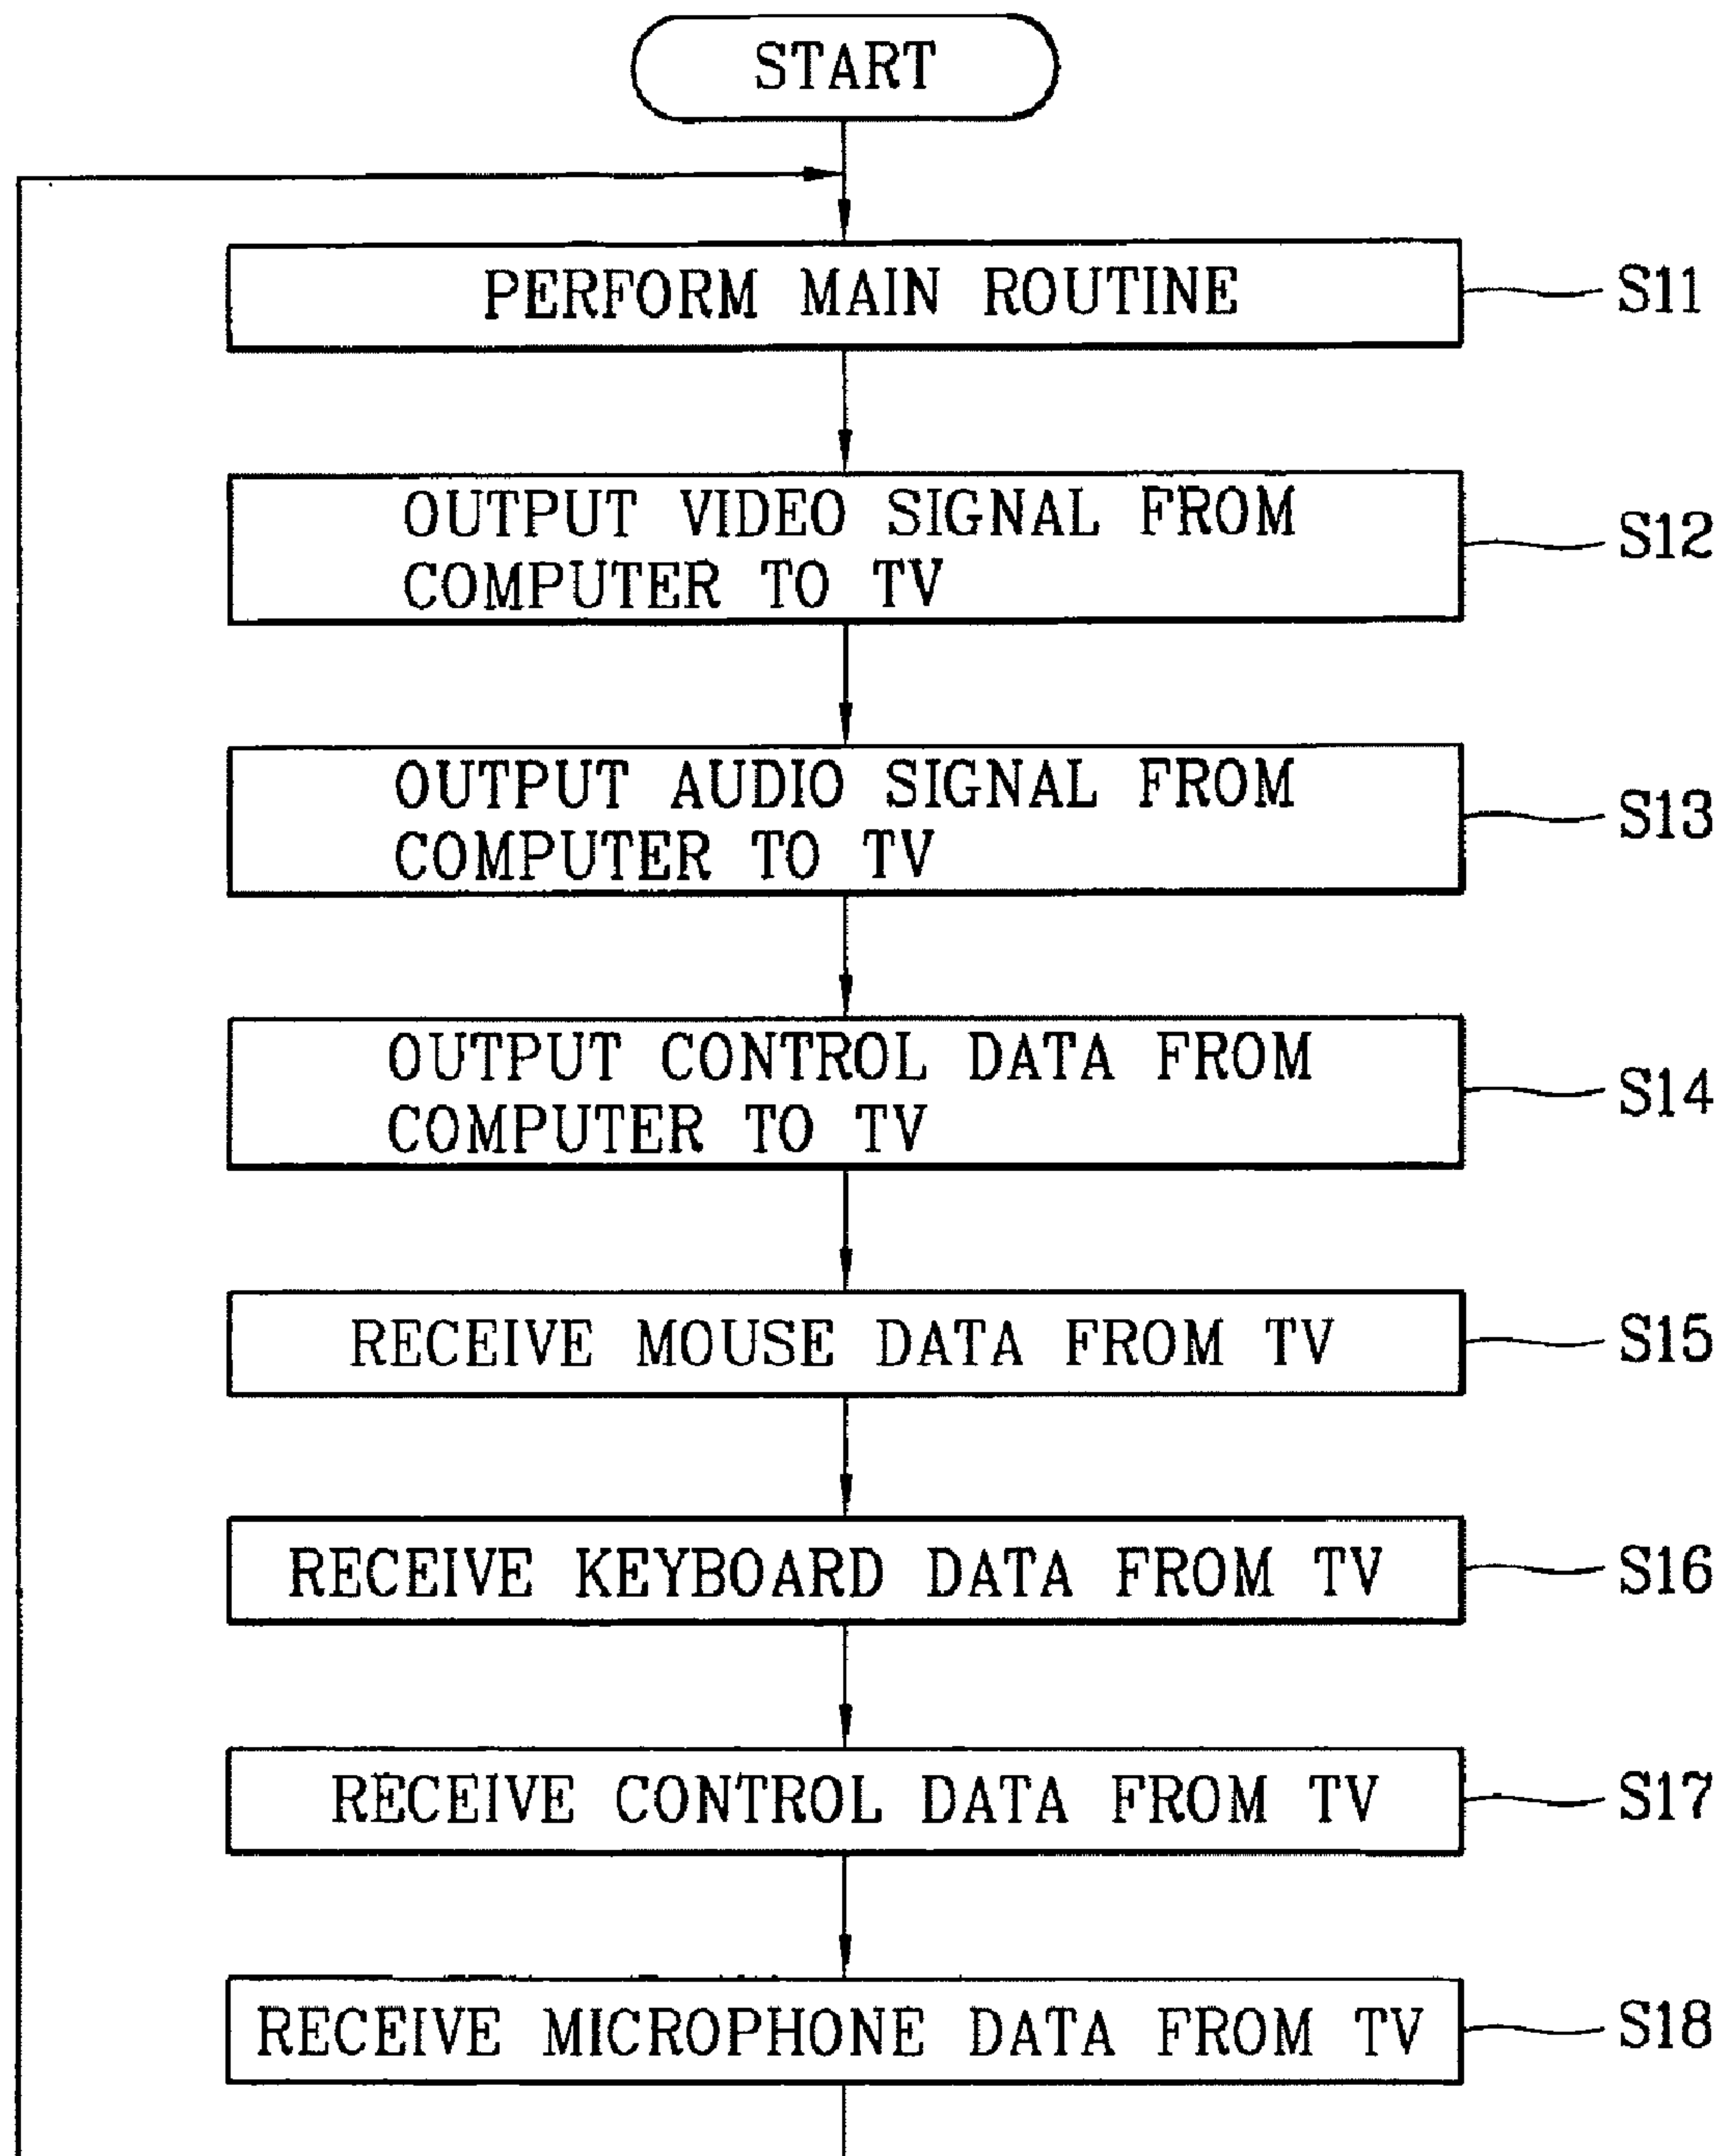 START
PERFORM MAIN ROUTINE
S11
OUTPUT VIDEO SIGNAL FROM
COMPUTER TO TV
S12
OUTPUT AUDIO SIGNAL FROM
COMPUTER TO TV
S13
OUTPUT CONTROL DATA FROM
COMPUTER TO TV
S14
RECEIVE MOUSE DATA FROM TV
S15
RECEIVE KEYBOARD DATA FROM TV
S16
RECEIVE CONTROL DATA FROM TV
S17
RECEIVE MICROPHONE DATA FROM TV
S18